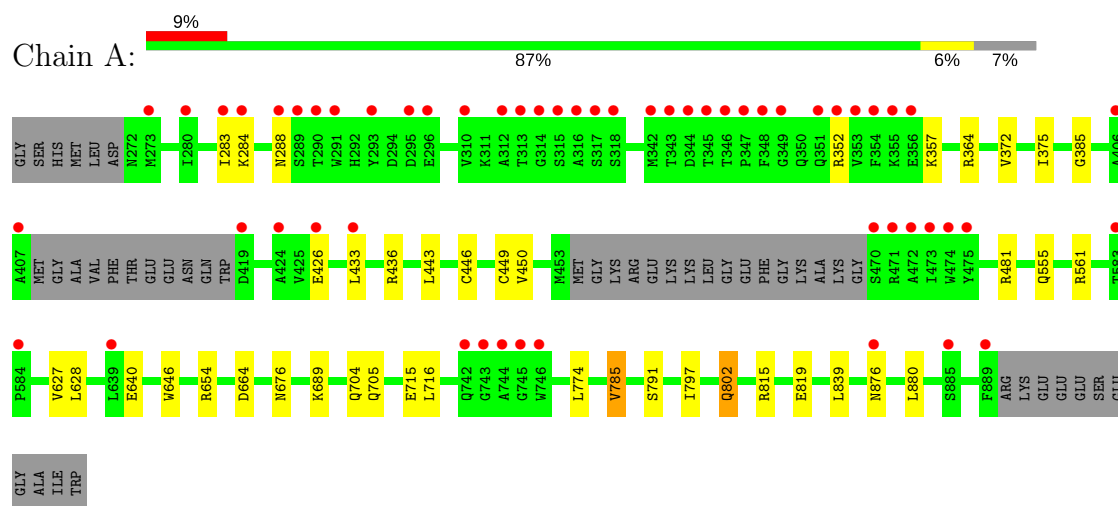 9%
Chain A:
87% 6% 7%
GLY SER HIS MET LEU ASP N272 M273 I280 I283 K284 N288 S289 T290 W291 H292 Y293 D294 D295 E296 V310 K311 A312 T313 G314 S315 A316 S317 S318 N342 T343 D344 T345 T346 P347 F348 G349 Q350 Q351 R352 V353 F354 K355 E356 K357 R364 V372 I375 G385 A406
A407 MET GLY ALA VAL PHE THR GLU GLU ASN GLN TRP D419 A424 V425 E426 L433 R436 L443 C446 C449 V450 M453 MET GLY LYS ARG GLU LYS LYS LEU GLY GLU PHE GLY LYS ALA LYS GLY S470 R471 A472 I473 W474 Y475 R481 Q555 R561 T583
P584 V627 L628 L639 E640 W646 R654 D664 N676 K689 Q704 Q705 E715 L716 Q742 G743 A744 G745 W746 L774 V785 S791 I797 Q802 R815 E819 L839 N876 L880 S885 F889 ARG LYS GLU GLU GLU SER GLU
GLY ALA ILE TRP